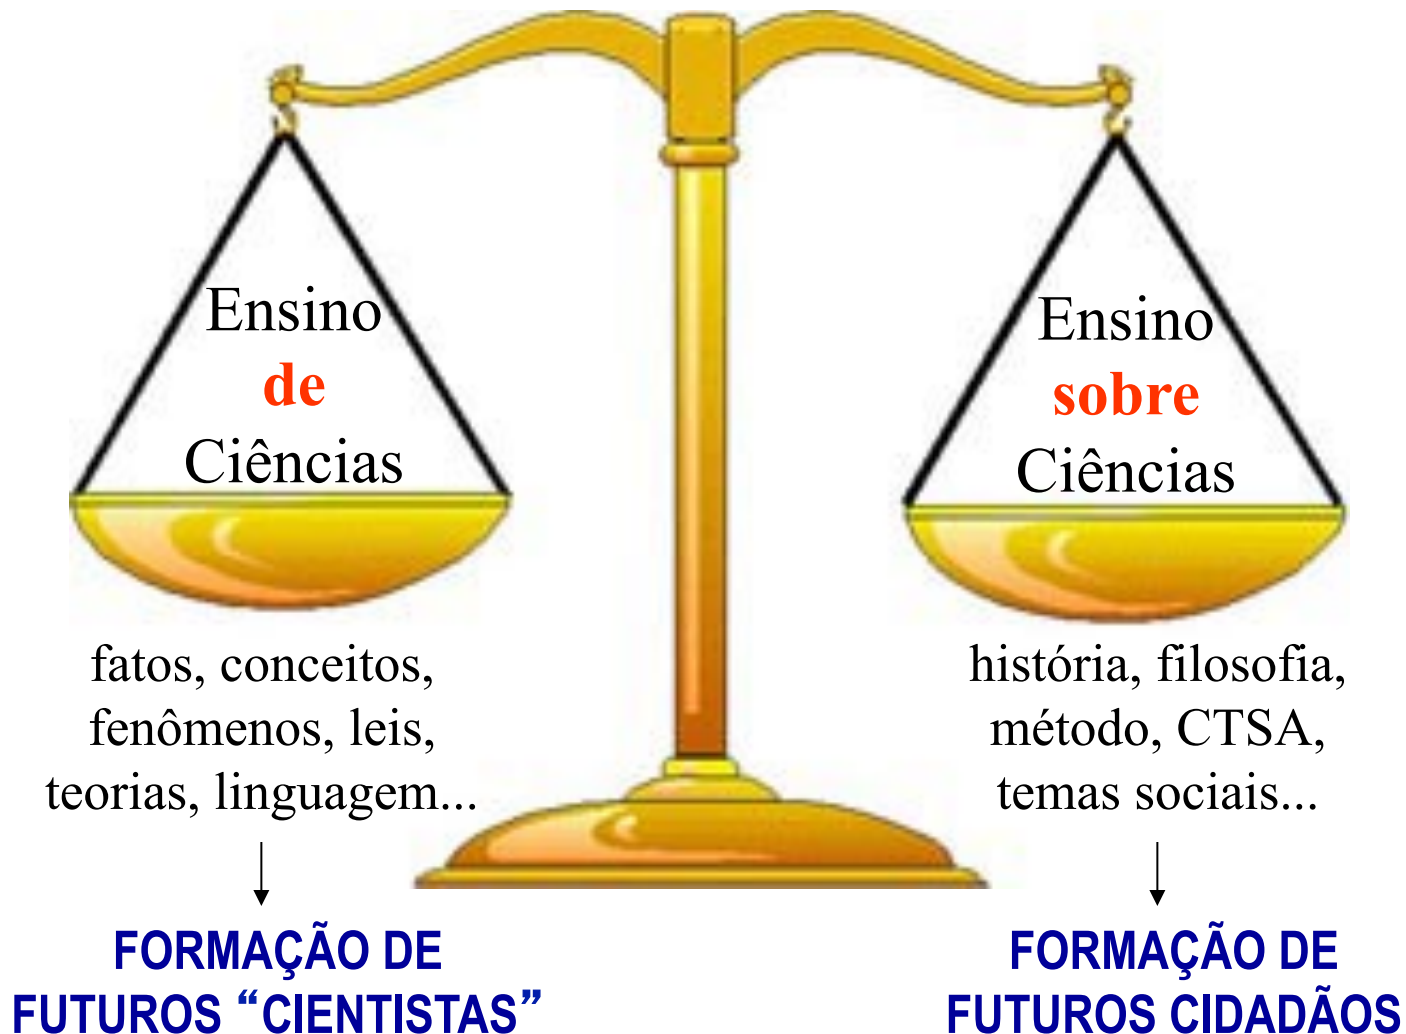 Ensino
de
Ciências
fatos, conceitos,
fenômenos, leis,
teorias, linguagem...
FORMAÇÃO DE
FUTUROS “CIENTISTAS”
Ensino
sobre
Ciências
história, filosofia,
método, CTSA,
temas sociais...
FORMAÇÃO DE
FUTUROS CIDADÃOS